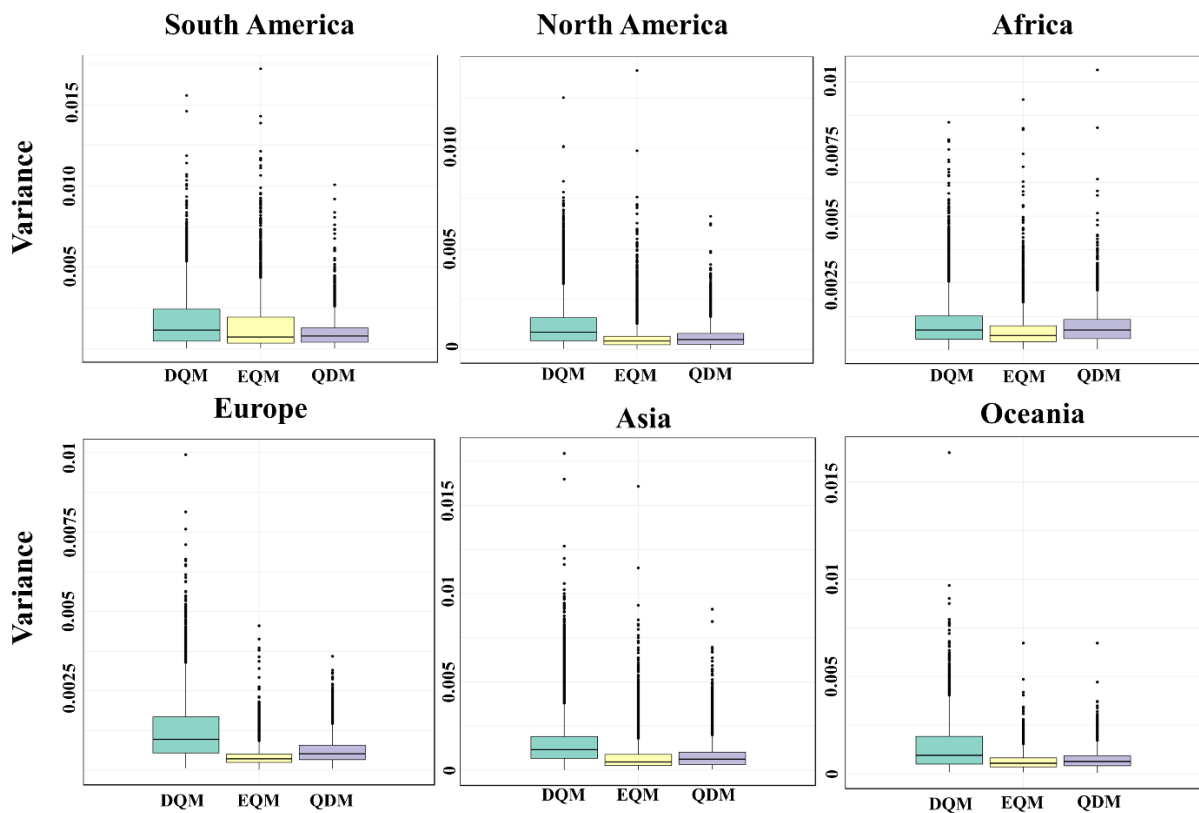 South America
North America
Africa
Variance
0.015
0.010
0.005
0.010
0.005
0
0.01
0.0075
0.005
0.0025
DQM EQM QDM
DQM EQM QDM
DQM EQM QDM
Europe
Asia
Oceania
Variance
0.01
0.0075
0.005
0.0025
0.015
0.01
0.005
0
0.015
0.01
0.005
0
DQM EQM QDM
DQM EQM QDM
DQM EQM QDM